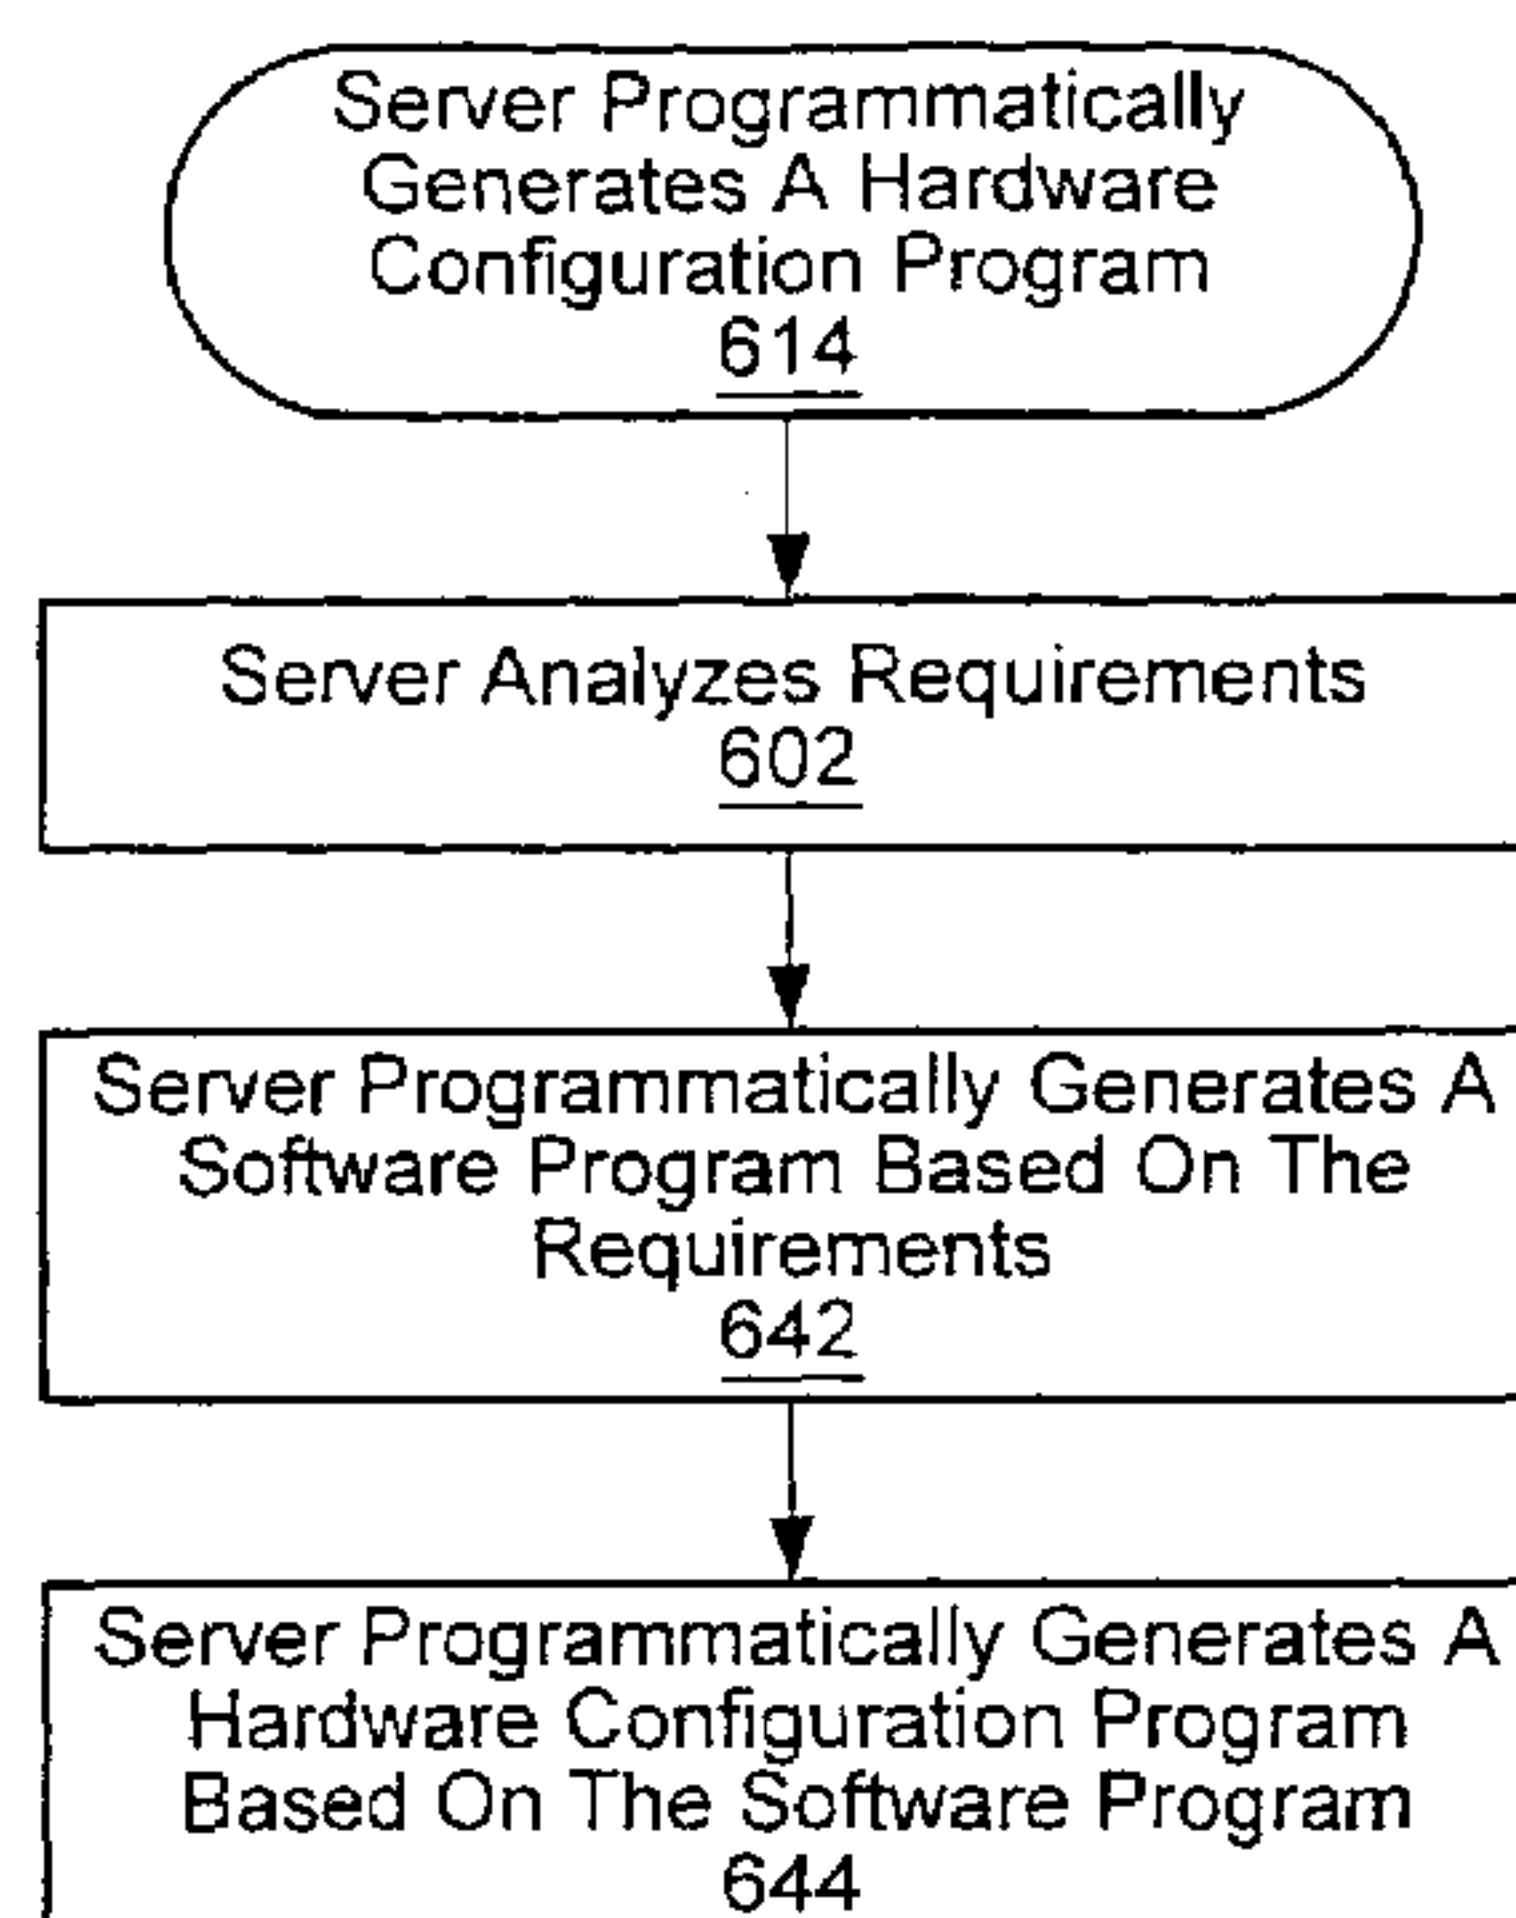 Server Programmatically
Generates A Hardware
Configuration Program
614
Server Analyzes Requirements
602
Server Programmatically Generates A
Software Program Based On The
Requirements
642
Server Programmatically Generates A
Hardware Configuration Program
Based On The Software Program
644